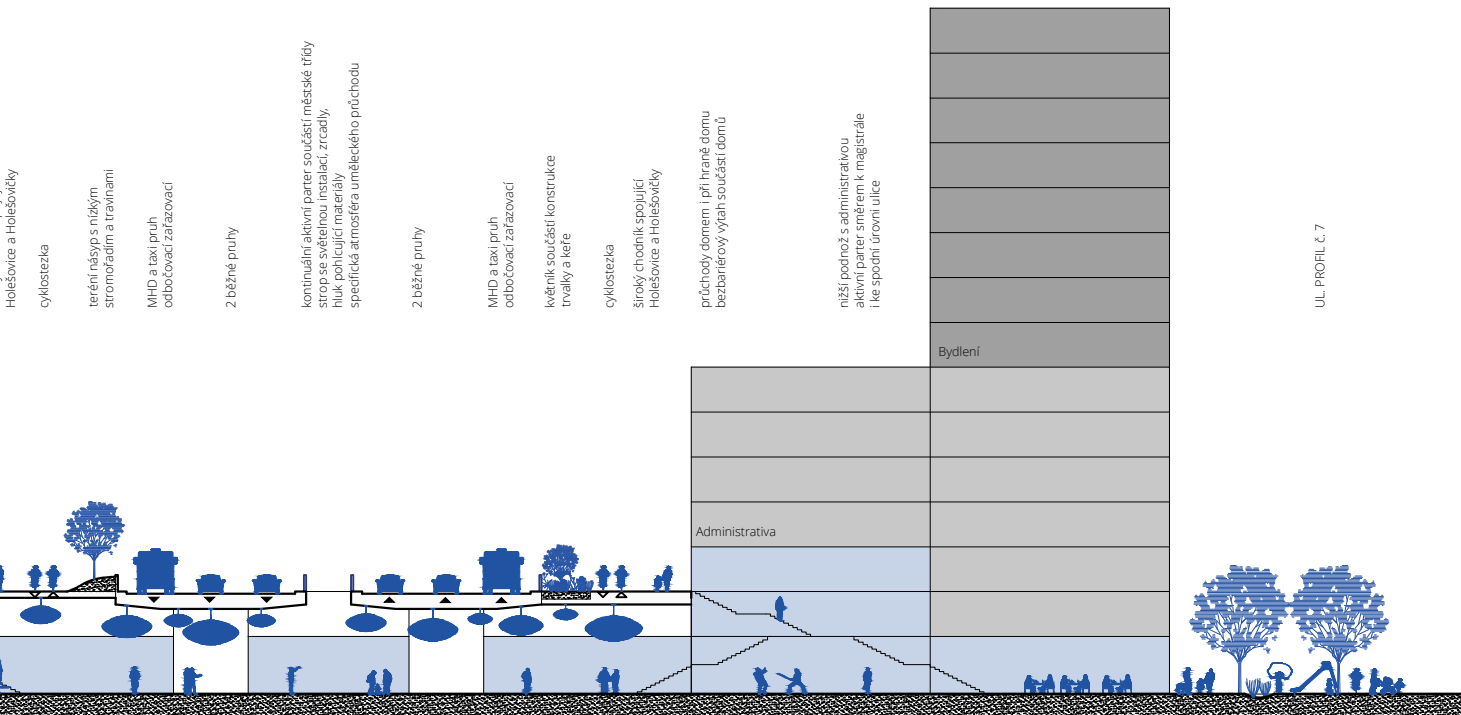 Holešovice a Holešovičky
cyklostezka
teréní násyp s nízkým
stromořadím a travinami
MHD a taxi pruh
odbočovací zařazovací
2 běžné pruhy
kontinuální aktivní parter součástí městské třídy
strop se světelnou instalací, zrcadly,
hluk pohlcující materiály
specfická atmosféra uměleckého průchodu
2 běžné pruhy
MHD a taxi pruh
odbočovací zařazovací
květník součástí konstrukce
trvalky a keře
cyklostezka
široký chodník spojující
Holešovice a Holešovičky
průchody domem i při hraně domu
bezbariérový výtah součástí domů
nižší podnož s administrativou
aktivní parter směrem k magistrále
i ke spodní úrovni ulice
UL. PROFIL č. 7
Bydlení
Administrativa